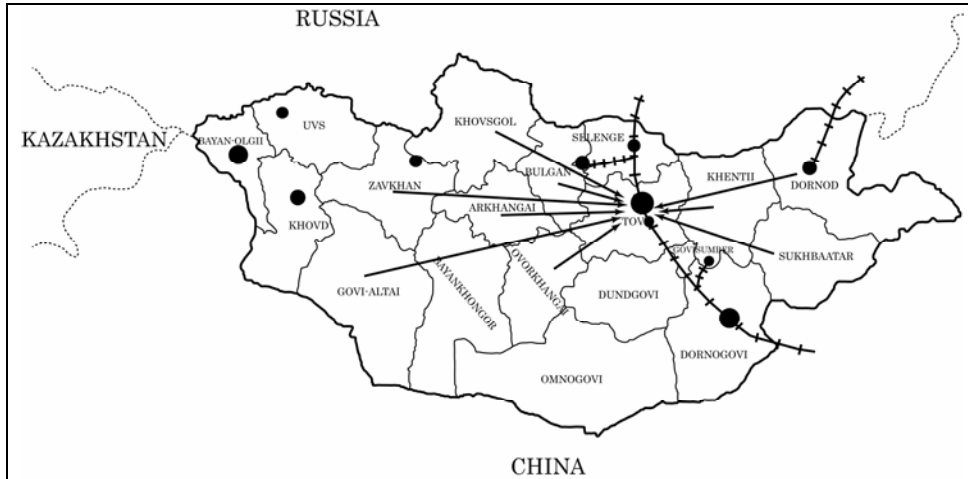 RUSSIA
KAZAKHSTAN
UVS
BAYAN-OLGII
KHOVSGOL
SELENGE
BULGAN
KHENTII
DORNOD
ZAVKHAN
KHOVD
ARKHANGAI
TOV
GOVISUMBER
SUKHBAATAR
GOVI-ALTAI
BAYANKHONGOR
OVORKHANGAI
DUNDGOVI
DORNOGOVI
OMNOGOVI
CHINA